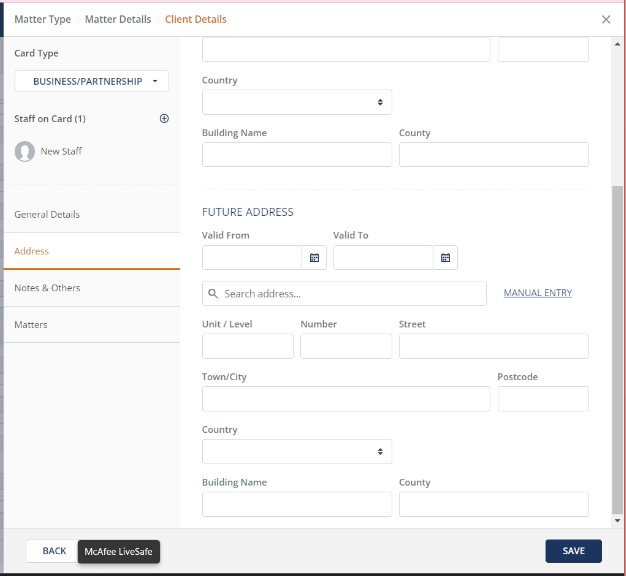 Matter Type Matter Details Client Details
Card Type
BUSINESS/PARTNERSHIP
Staff on Card (1)
New Staff
General Details
Address
Notes & Others
Matters
Country
Building Name County
FUTURE ADDRESS
Valid From Valid To
Search address... MANUAL ENTRY
Unit / Level Number Street
Town/City Postcode
Country
Building Name County
BACK McAfee LiveSafe SAVE